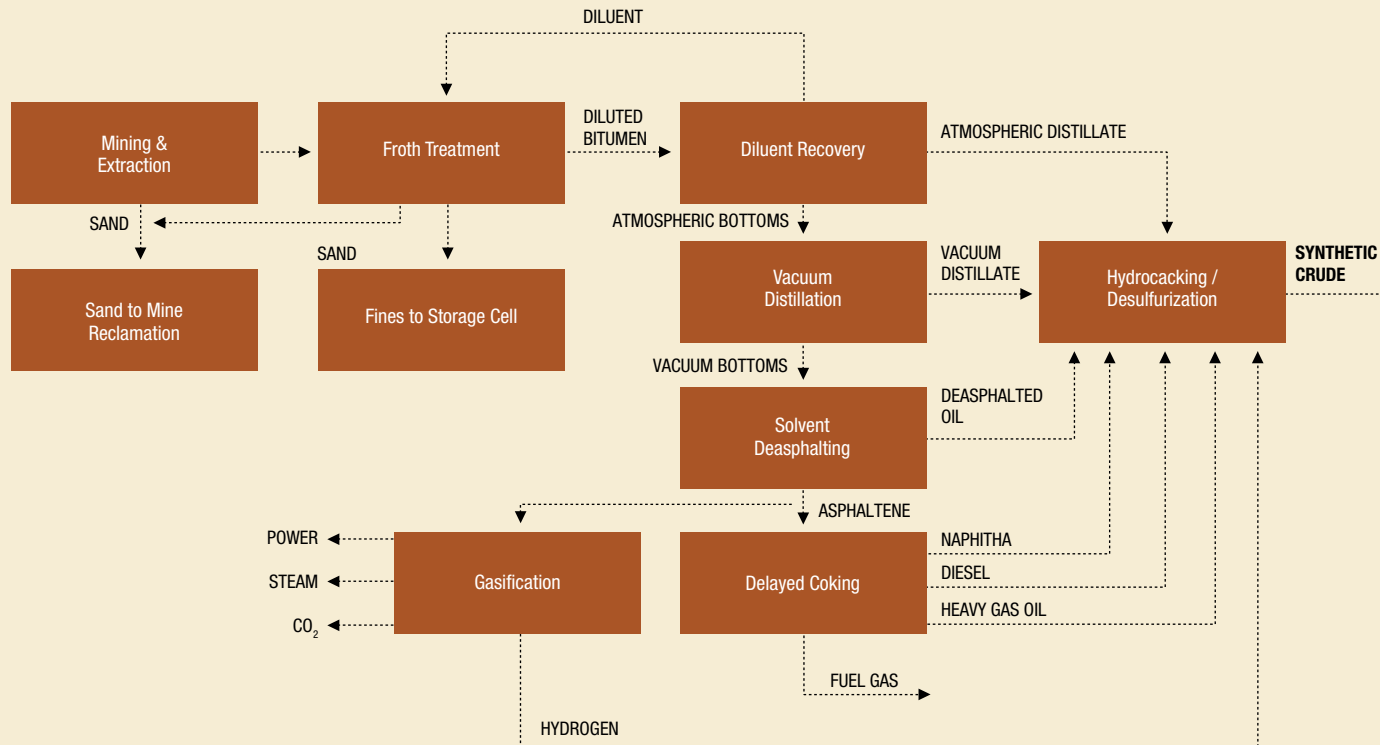 DILUENT
Mining &
Extraction
Froth Treatment
DILUTED
BITUMEN
Diluent Recovery
ATMOSPHERIC DISTILLATE
SAND
ATMOSPHERIC BOTTOMS
SAND
Sand to Mine
Reclamation
Fines to Storage Cell
Vacuum
Distillation
VACUUM
DISTILLATE
Hydrocacking /
Desulfurization
SYNTHETIC
CRUDE
VACUUM BOTTOMS
Solvent
Deasphalting
DEASPHALTED
OIL
ASPHALTENE
POWER
STEAM
CO₂
Gasification
Delayed Coking
NAPHITHA
DIESEL
HEAVY GAS OIL
FUEL GAS
HYDROGEN